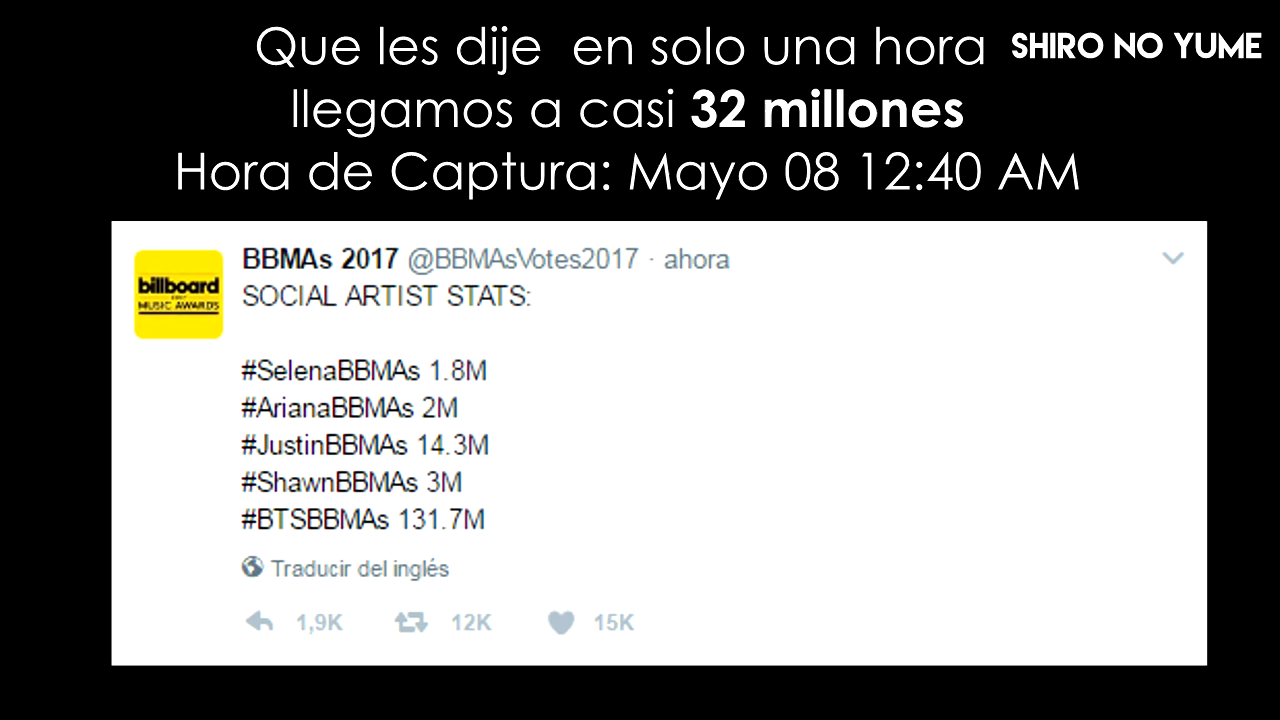 Que les dije en solo una hora
SHIRO NO YUME
llegamos a casi 32 millones
Hora de Captura: Mayo 08 12:40 AM
billboard
2017
MUSIC AWARDS
BBMAs 2017 @BBMAsVotes2017 · ahora
SOCIAL ARTIST STATS:
#SelenaBBMAs 1.8M
#ArianaBBMAs 2M
#JustinBBMAs 14.3M
#ShawnBBMAs 3M
#BTSBBMAs 131.7M
Traducir del inglés
1,9K 12K 15K